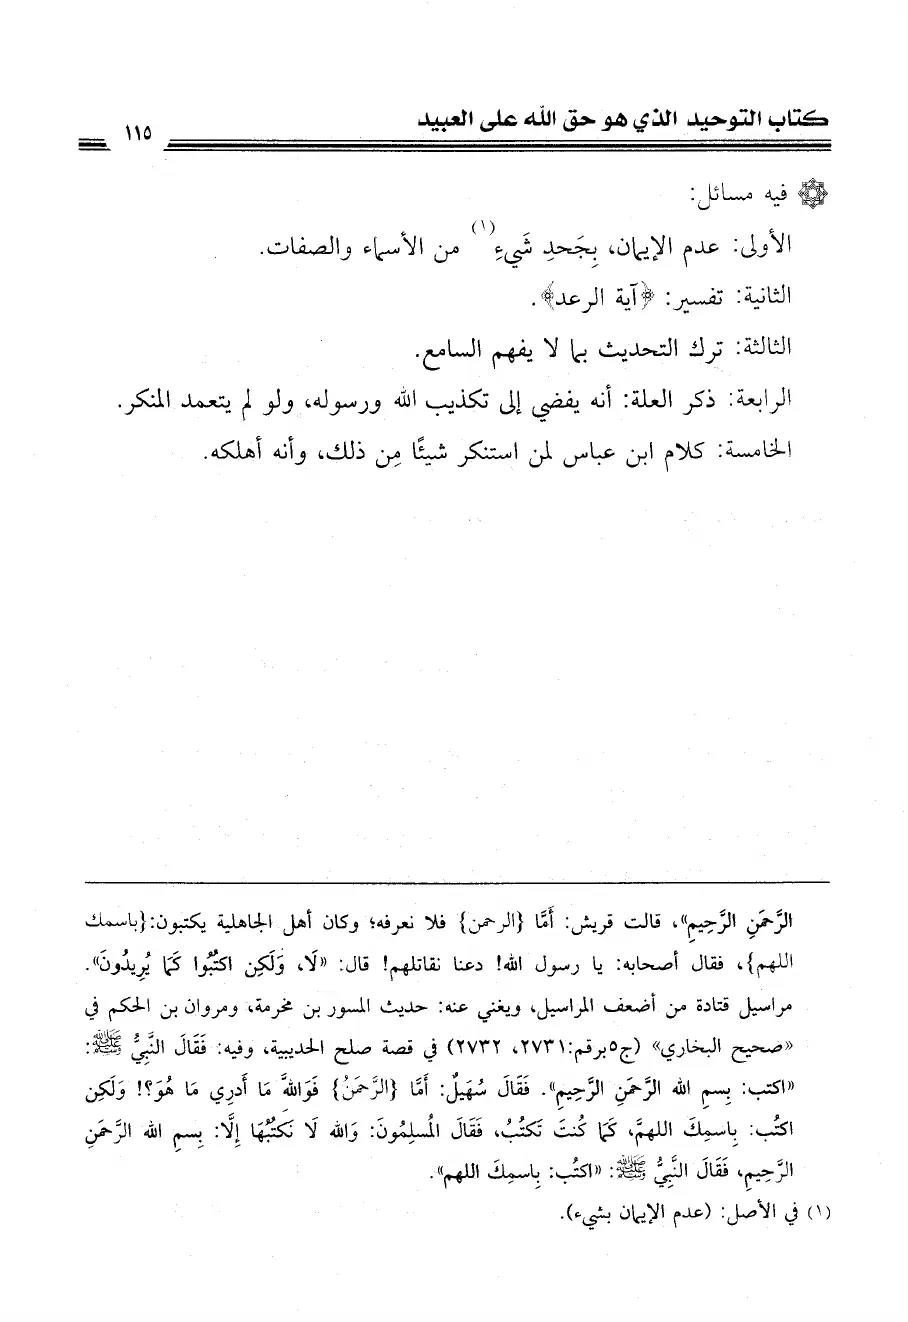 كتاب التوحيد الذي هو حق الله على العبيد ١١٥
فيه مسائل:
الأولى: عدم الإيمان، بِجَحدِ شَيءٍ(١) من الأسماء والصفات.
الثانية: تفسير: ﴿آية الرعد﴾.
الثالثة: ترك التحديث بما لا يفهم السامع.
الرابعة: ذكر العلة: أنه يفضي إلى تكذيب الله ورسوله، ولو لم يتعمد المنكر.
الخامسة: كلام ابن عباس لمن استنكر شيئًا مِن ذلك، وأنه أهلكه.
الرَّحمَنِ الرَّحِيمِ»، قالت قريش: أمَّا {الرحمن} فلا نعرفه؛ وكان أهل الجاهلية يكتبون:{باسمك
اللهم}، فقال أصحابه: يا رسول الله! دعنا نقاتلهم! قال: «لَا، وَلَكِن اكتُبُوا كَمَا يُرِيدُونَ».
مراسيل قتادة من أضعف المراسيل، ويغني عنه: حديث المسور بن مخرمة، ومروان بن الحكم في
«صحيح البخاري» (ج٥برقم:٢٧٣١، ٢٧٣٢) في قصة صلح الحديبية، وفيه: فَقَالَ النَّبِيُّ ﷺ:
«اكتب: بِسمِ الله الرَّحمَنِ الرَّحِيمِ». فَقَالَ سُهَيلٌ: أَمَّا {الرَّحمَنُ} فَوَاللهَّ مَا أَدرِي مَا هُوَ؟! وَلَكِن
اكتُب: بِاسمِكَ اللهمَّ، كَمَا كُنتَ تَكتُبُ، فَقَالَ المُسلِمُونَ: وَالله لَا نَكتُبُهَا إِلَّا: بِسمِ الله الرَّحمَنِ
الرَّحِيمِ، فَقَالَ النَّبِيُّ ﷺ: «اكتُب: بِاسمِكَ اللهم».
(١) في الأصل: (عدم الإيمان بشيء).